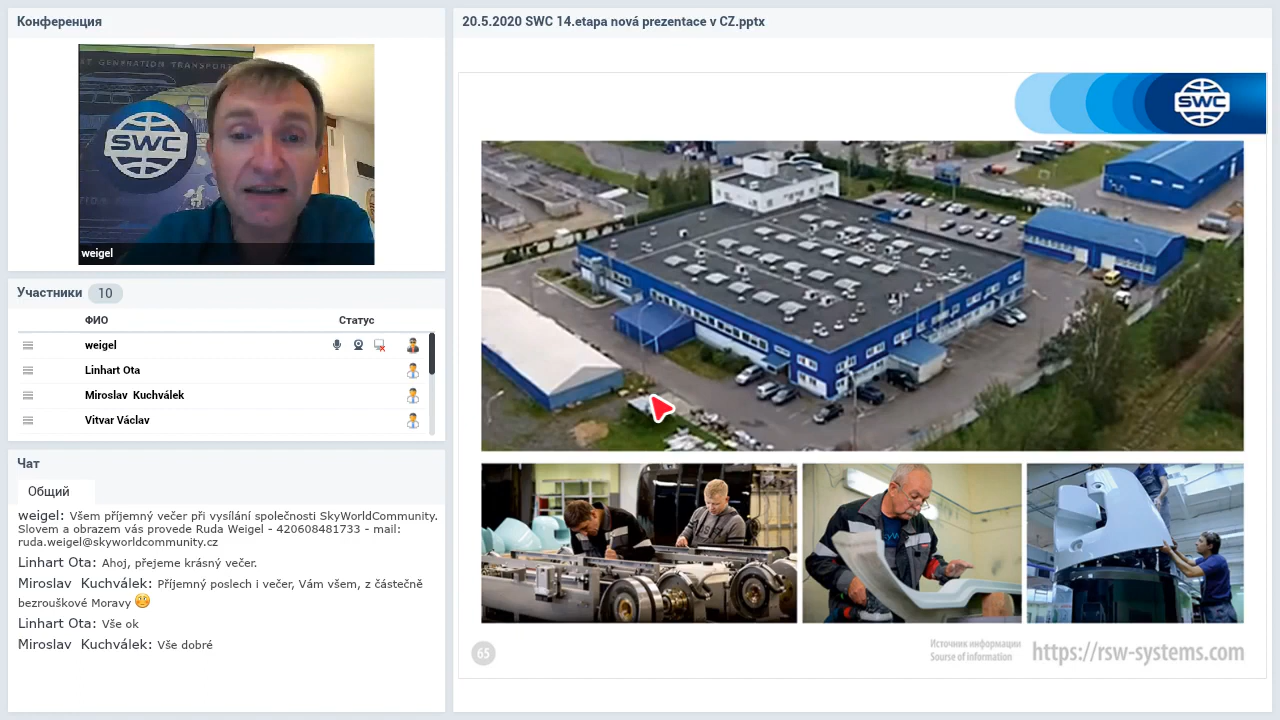 Конференция
XT GENERATION TRANSPORT
SWC
weigel
Участники 10
ФИО Статус
weigel
Linhart Ota
Miroslav Kuchválek
Vitvar Václav
Чат
Общий
weigel: Všem příjemný večer při vysílání společnosti SkyWorldCommunity.
Slovem a obrazem vás provede Ruda Weigel - 420608481733 - mail:
ruda.weigel@skyworldcommunity.cz
Linhart Ota: Ahoj, přejeme krásný večer.
Miroslav Kuchválek: Příjemný poslech i večer, Vám všem, z částečně
bezrouškové Moravy
Linhart Ota: Vše ok
Miroslav Kuchválek: Vše dobré
20.5.2020 SWC 14.etapa nová prezentace v CZ.pptx
SWC
65
Источник информации
Sourse of information
https://rsw-systems.com